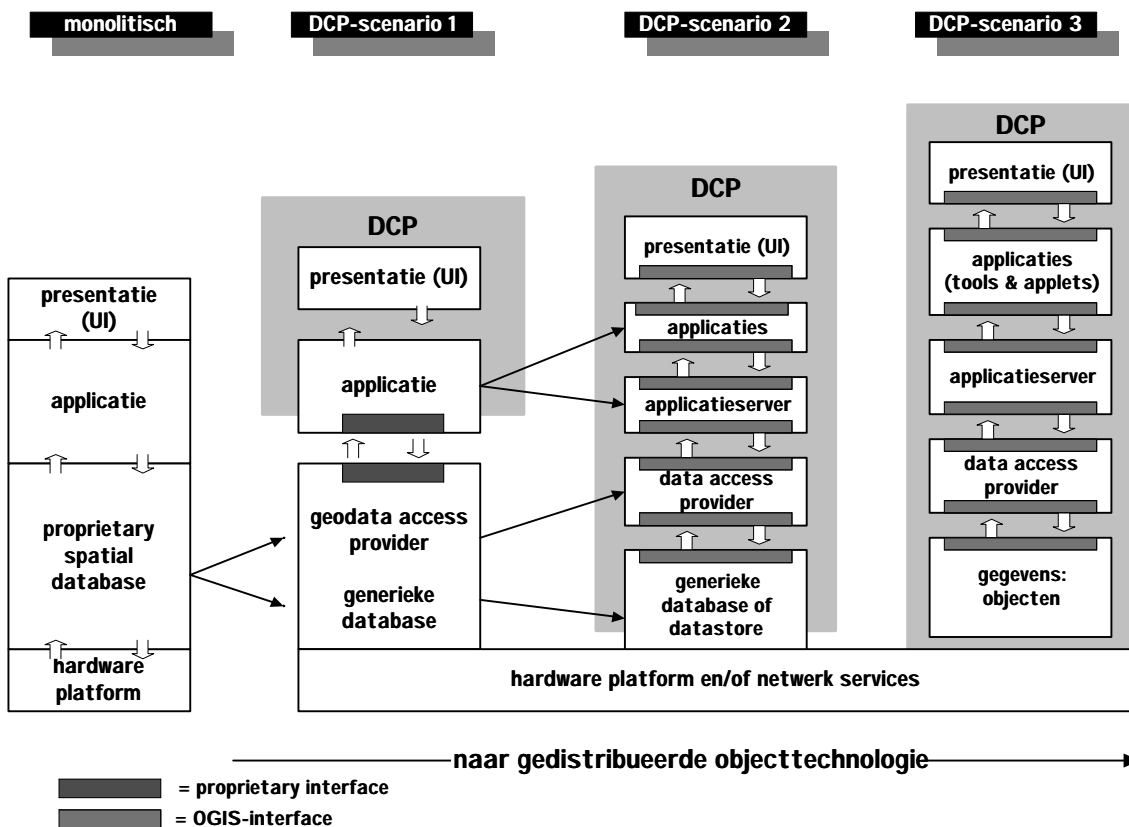 monolitisch
DCP-scenario 1
DCP-scenario 2
DCP-scenario 3
presentatie
(UI)
applicatie
proprietary
spatial
database
hardware
platform
DCP
presentatie (UI)
applicatie
geodata access
provider
generieke
database
DCP
presentatie (UI)
applicaties
applicatieserver
data access
provider
generieke
database of
datastore
DCP
presentatie (UI)
applicaties
(tools & applets)
applicatieserver
data access
provider
gegevens:
objecten
hardware platform en/of netwerk services
naar gedistribueerde objecttechnologie
= proprietary interface
= OGIS-interface